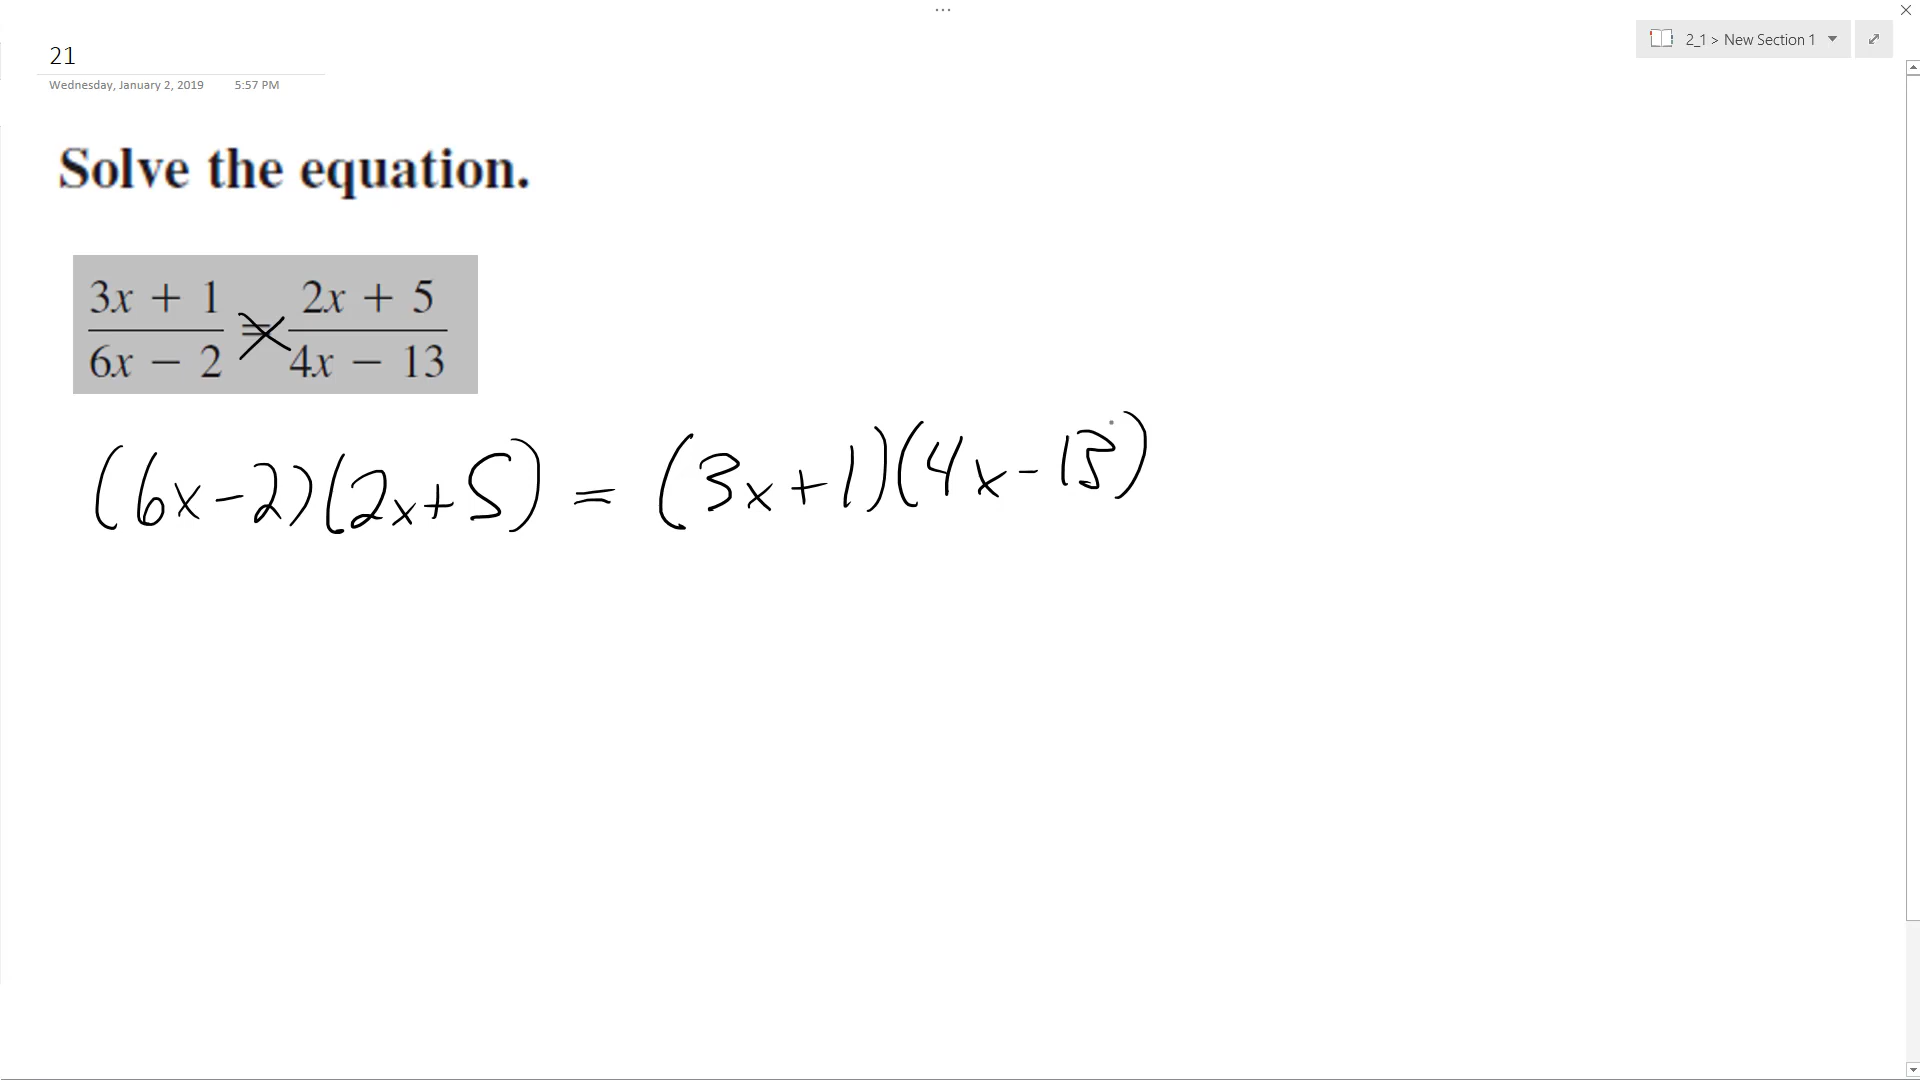 ...
21
2_1 > New Section 1
Wednesday, January 2, 2019 5:57 PM
Solve the equation.
3x + 1 / 6x − 2 = 2x + 5 / 4x − 13
(6x-2)(2x+5) = (3x+1)(4x-13)